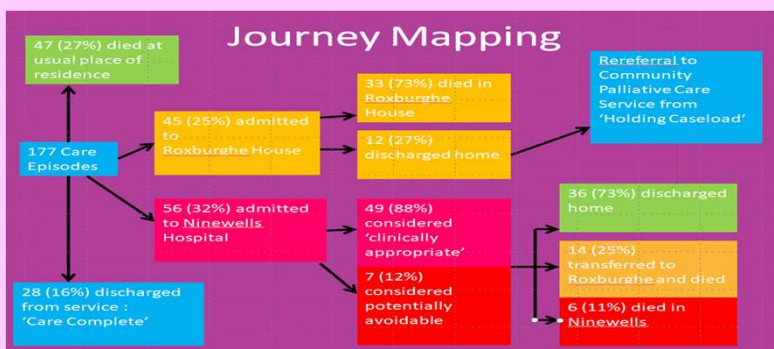 Journey Mapping
47 (27%) died at
usual place of
residence
177 Care
Episodes
28 (16%) discharged
from service :
‘Care Complete’
45 (25%) admitted
to
Roxburghe House
56 (32%) admitted
to Ninewells
Hospital
33 (73%) died in
Roxburghe
House
12 (27%)
discharged home
49 (88%)
considered
‘clinically
appropriate’
7 (12%)
considered
potentially
avoidable
Rereferral to
Community
Palliative Care
Service from
‘Holding Caseload’
36 (73%) discharged
home
14 (25%)
transferred to
Roxburghe and died
6 (11%) died in
Ninewells